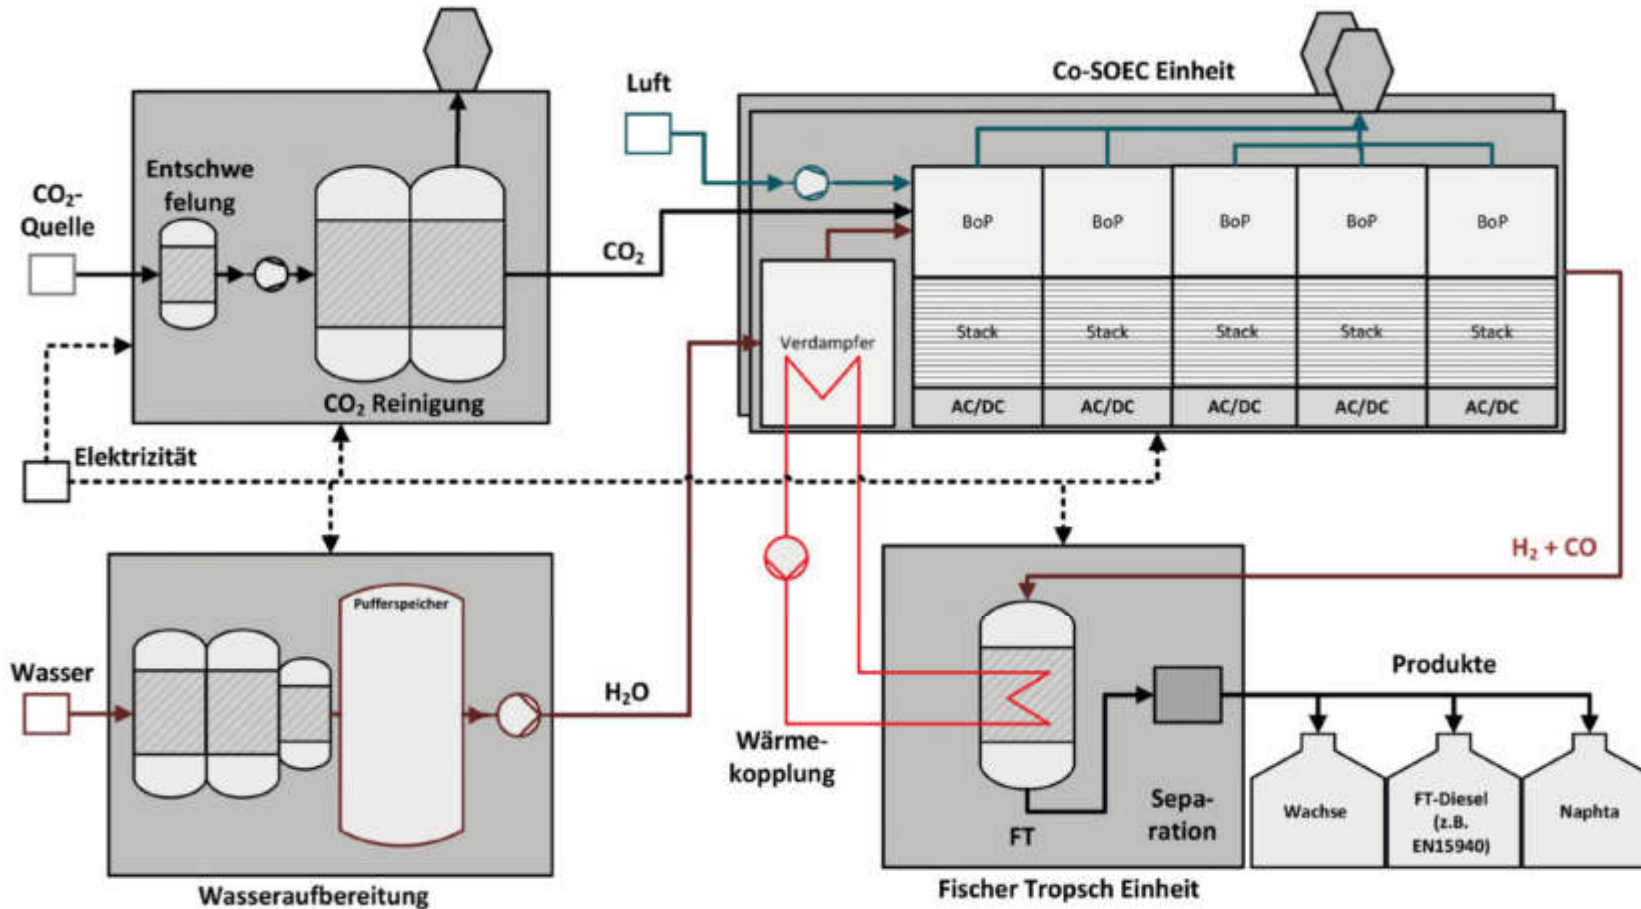 Entschwe
felung
CO₂-
Quelle
CO₂
CO₂ Reinigung
Elektrizität
Luft
Co-SOEC Einheit
BoP
BoP
BoP
BoP
BoP
Verdampfer
Stack
Stack
Stack
Stack
Stack
AC/DC
AC/DC
AC/DC
AC/DC
AC/DC
Wasser
Pufferspeicher
H₂O
Wasseraufbereitung
Wärme-
kopplung
H₂ + CO
FT
Sepa-
ration
Fischer Tropsch Einheit
Produkte
Wachse
FT-Diesel
(z.B.
EN15940)
Naphta